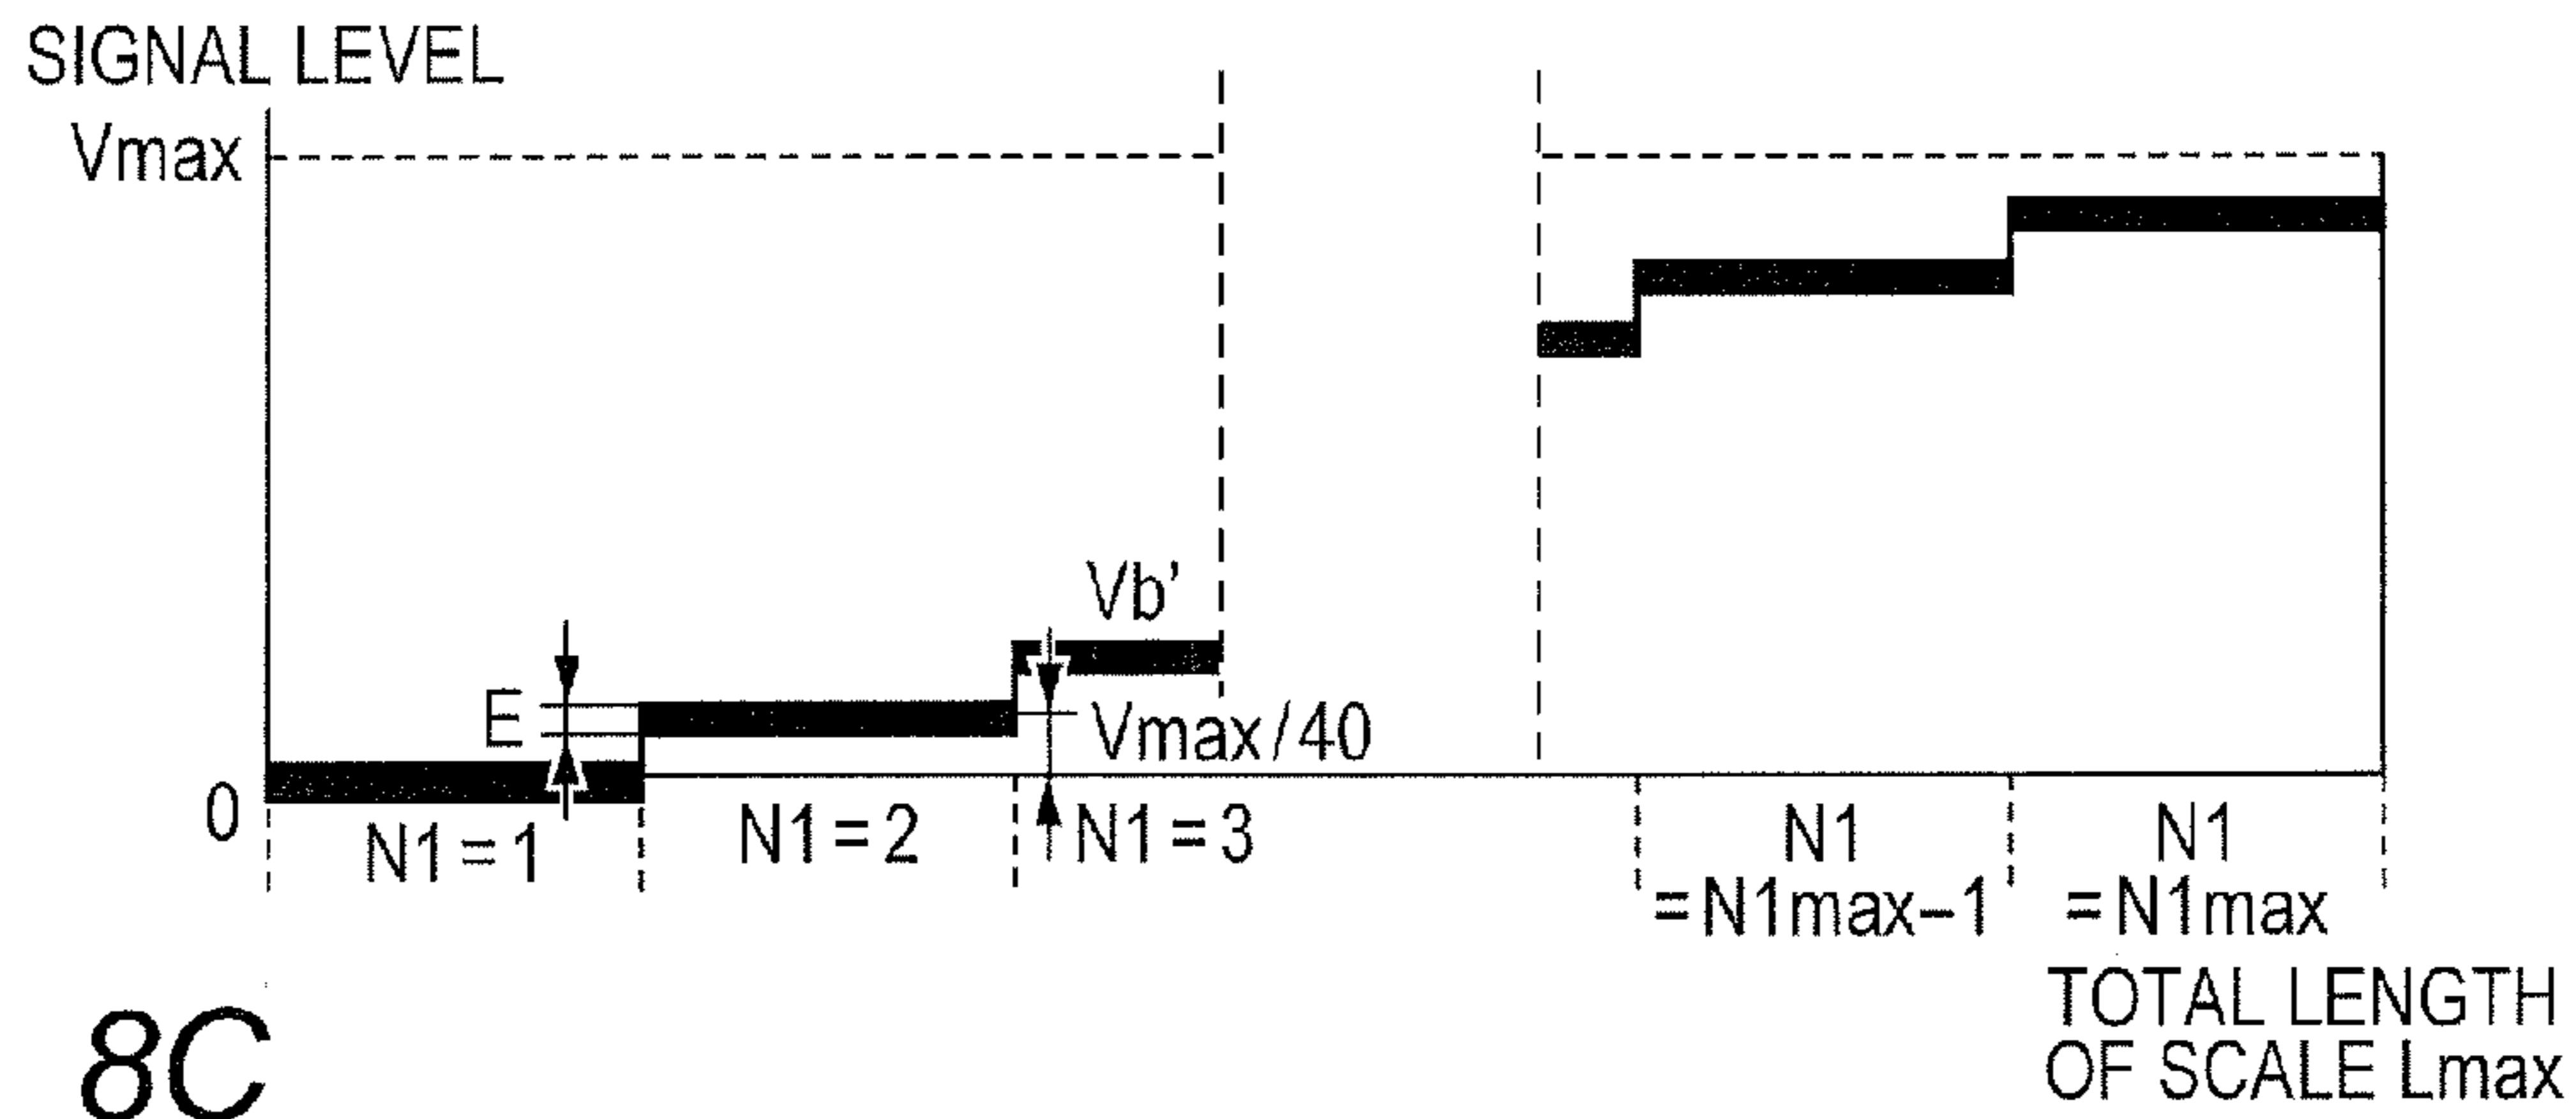 SIGNAL LEVEL
Vmax
Vb'
E
Vmax/40
0
N1=1
N1=2
N1=3
N1
=N1max-1
N1
=N1max
TOTAL LENGTH
OF SCALE Lmax
8C